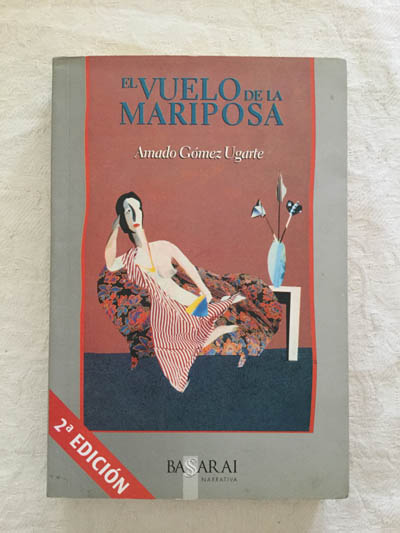 EL VUELO DE LA
MARIPOSA
Amado Gómez Ugarte
2ª EDICIÓN
BASSARAI
NARRATIVA